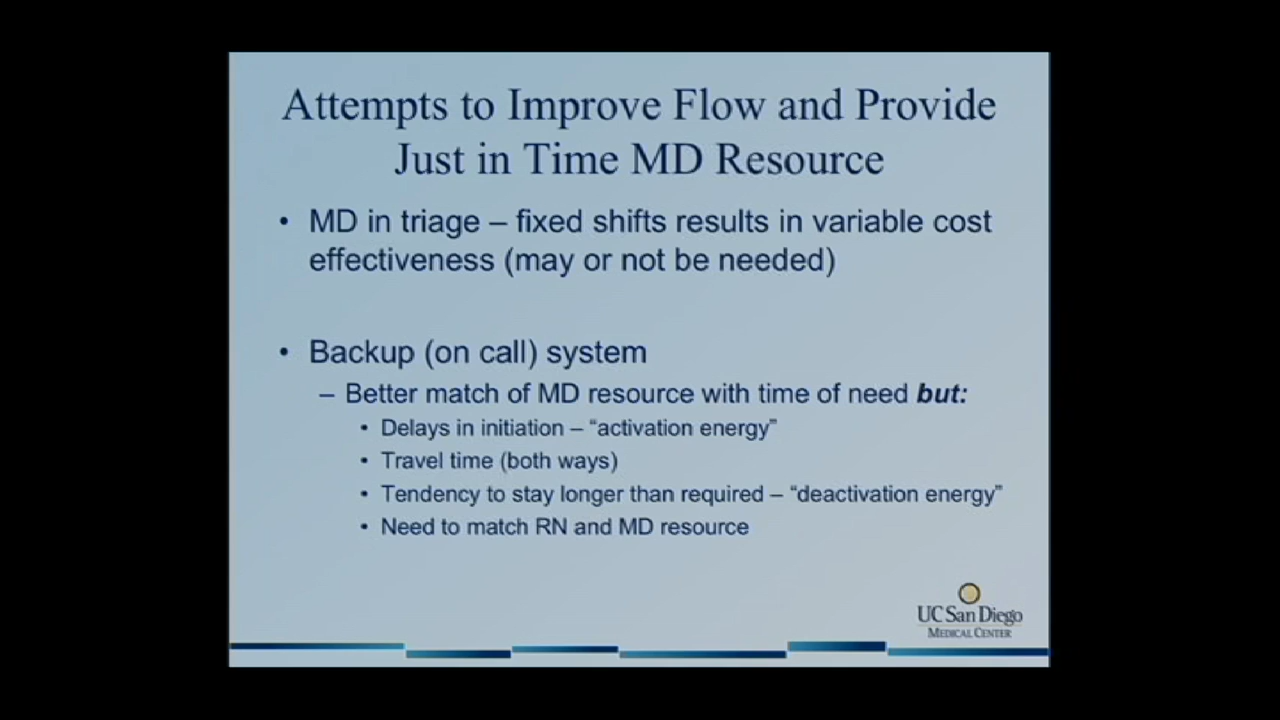 Attempts to Improve Flow and Provide
Just in Time MD Resource
• MD in triage – fixed shifts results in variable cost
effectiveness (may or not be needed)
• Backup (on call) system
– Better match of MD resource with time of need but:
• Delays in initiation – “activation energy”
• Travel time (both ways)
• Tendency to stay longer than required – “deactivation energy”
• Need to match RN and MD resource
UC San Diego
MEDICAL CENTER